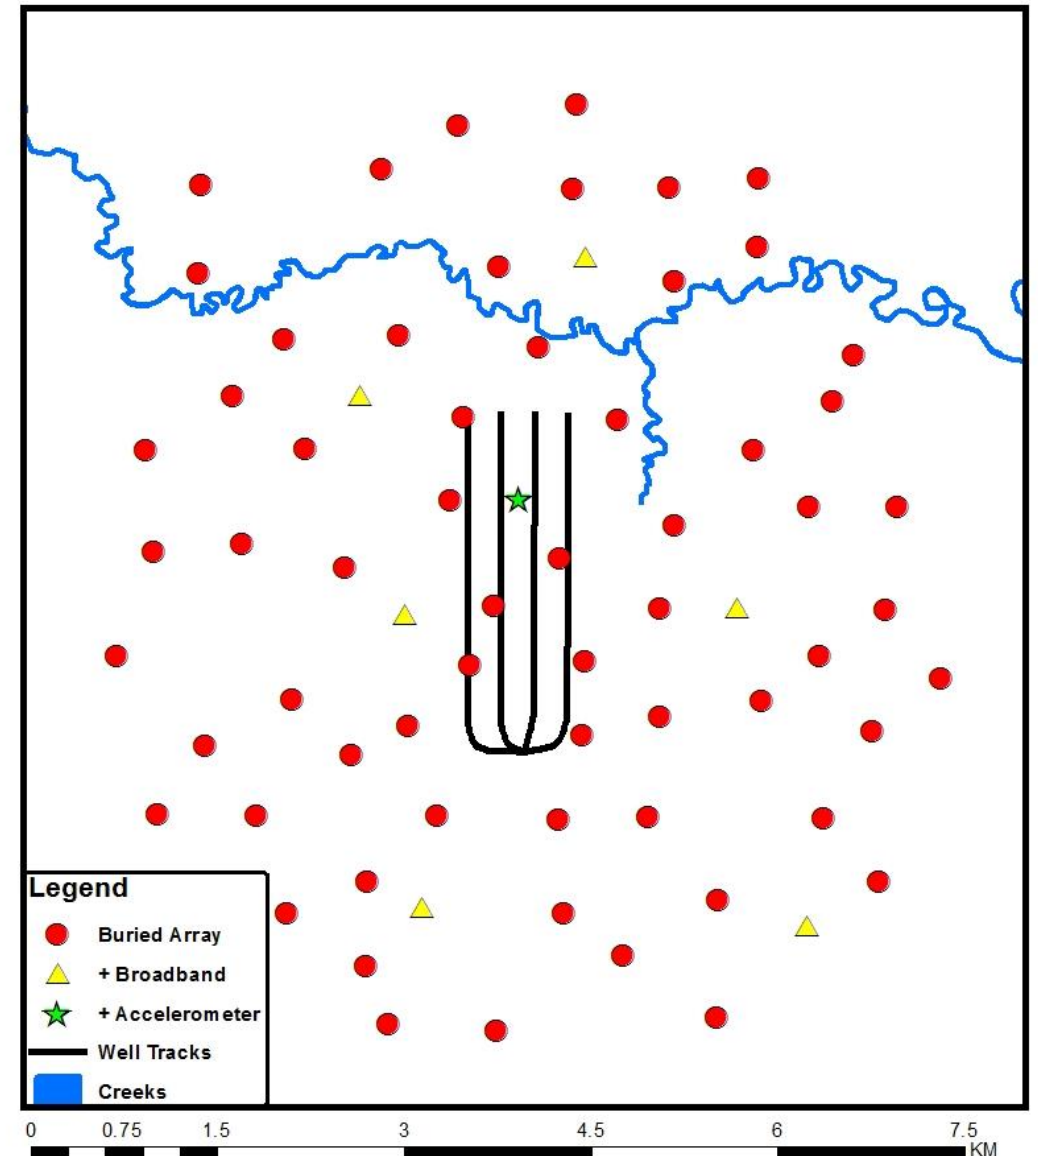 Legend
Buried Array
+ Broadband
+ Accelerometer
Well Tracks
Creeks
0 0.75 1.5 3 4.5 6 7.5
KM